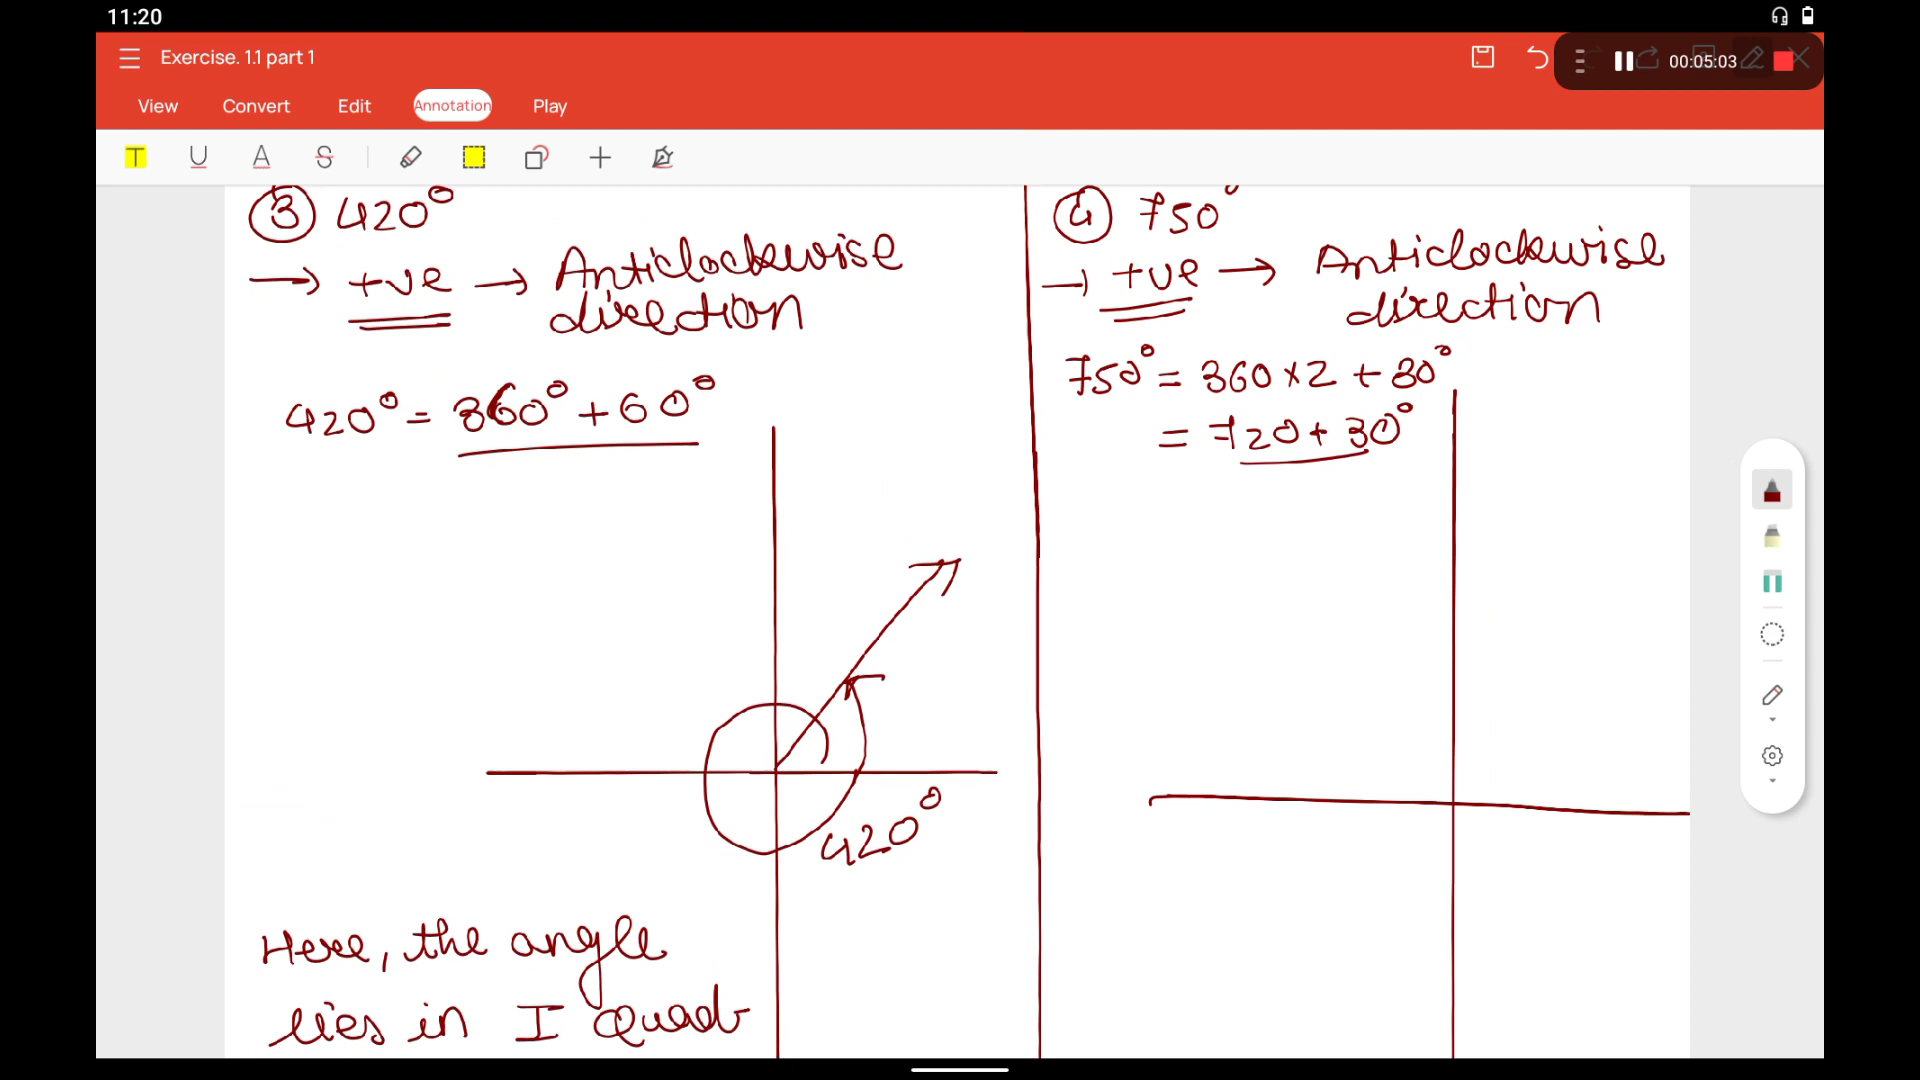 11:20
Exercise. 1.1 part 1
00:05:03
View Convert Edit Annotation Play
T U A S
③ 420°
→ +ve → Anticlockwise
direction
420° = 360° + 60°
420°
Here, the angle
lies in I Quad
④ 750°
→ +ve → Anticlockwise
direction
750° = 360 × 2 + 30°
= 720 + 30°